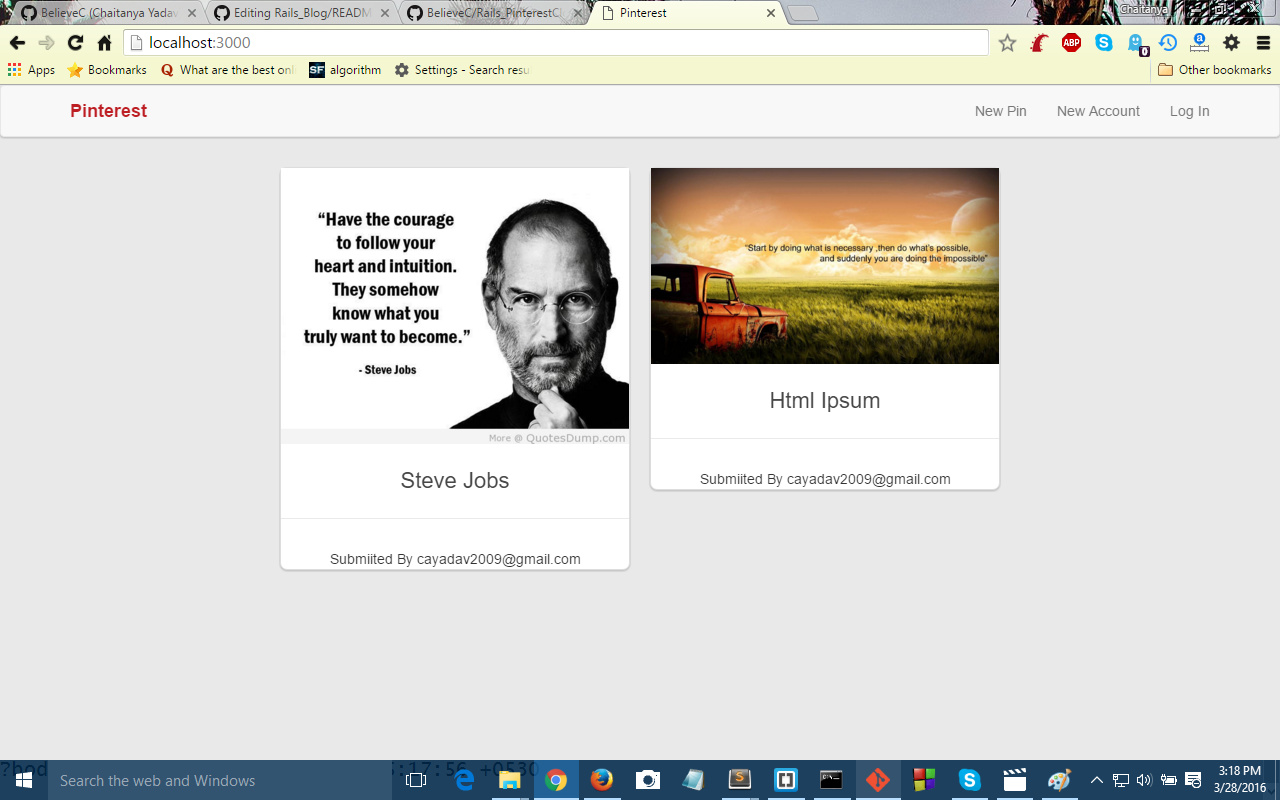 BelieveC (Chaitanya Yadav
Editing Rails_Blog/READM
BelieveC/Rails_PinterestCl
Pinterest
Chaitanya
localhost:3000
ABP
0
Apps
Bookmarks
Q What are the best onl
SF algorithm
Settings - Search resu
Other bookmarks
Pinterest
New Pin
New Account
Log In
“Have the courage
to follow your
heart and intuition.
They somehow
know what you
truly want to become.”
- Steve Jobs
More @ QuotesDump.com
Steve Jobs
Submiited By cayadav2009@gmail.com
“Start by doing what is necessary ,then do what's possible,
and suddenly you are doing the impossible”
Html Ipsum
Submiited By cayadav2009@gmail.com
:17:56 +0530
Search the web and Windows
3:18 PM
3/28/2016